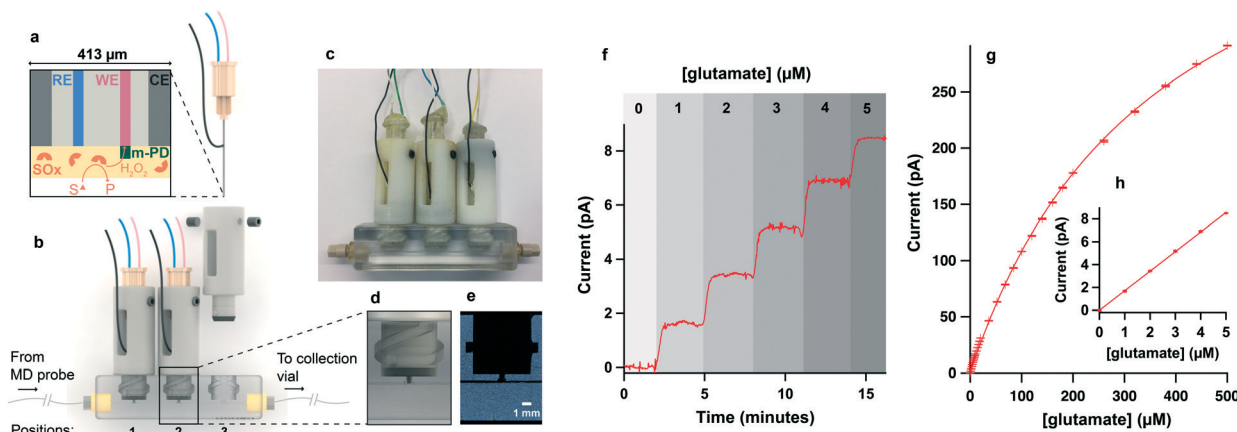 a
413 µm
RE
WE
CE
m-PD
SOx
H2O2
S
P
b
From
MD probe
To collection
vial
Positions:
1
2
3
c
d
e
1 mm
f
[glutamate] (µM)
0 1 2 3 4 5
Current (pA)
8
6
4
2
0
0 5 10 15
Time (minutes)
g
Current (pA)
250
200
150
100
50
0
0 100 200 300 400 500
[glutamate] (µM)
h
Current (pA)
8
6
4
2
0
0 1 2 3 4 5
[glutamate] (µM)